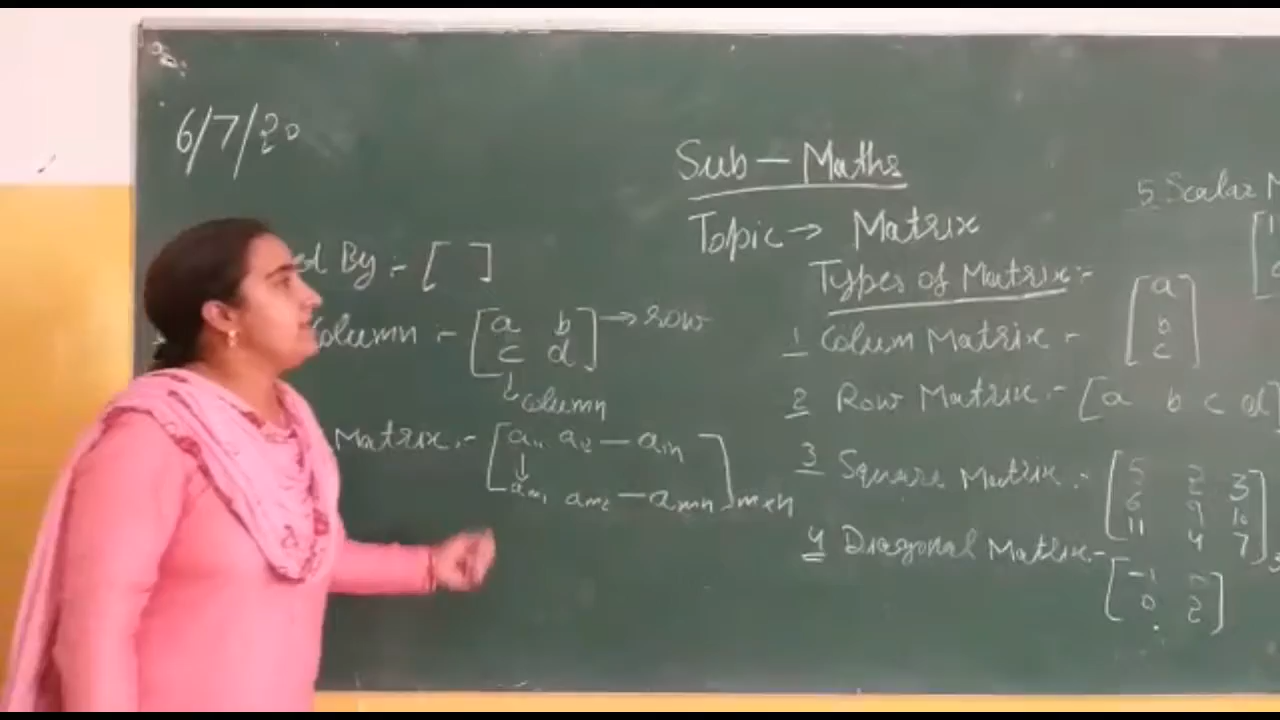 6/7/20
Sub - Maths
Topic → Matrix
Types of Matrix :-
By :- [ ]
Column :- [a b
c d] → row
↓
column
Matrix :- [a₁₁ a₁₂ — a₁n
↓
am₁ am₂ — amn] m×n
1 Colum Matrix :- [a
b
c]
2 Row Matrix :- [a b c d]
3 Square Matrix :- [5 2 3
6 9 10
11 4 7]
4 Diagonal Matrix -
[-1
0 2]
5. Scalar